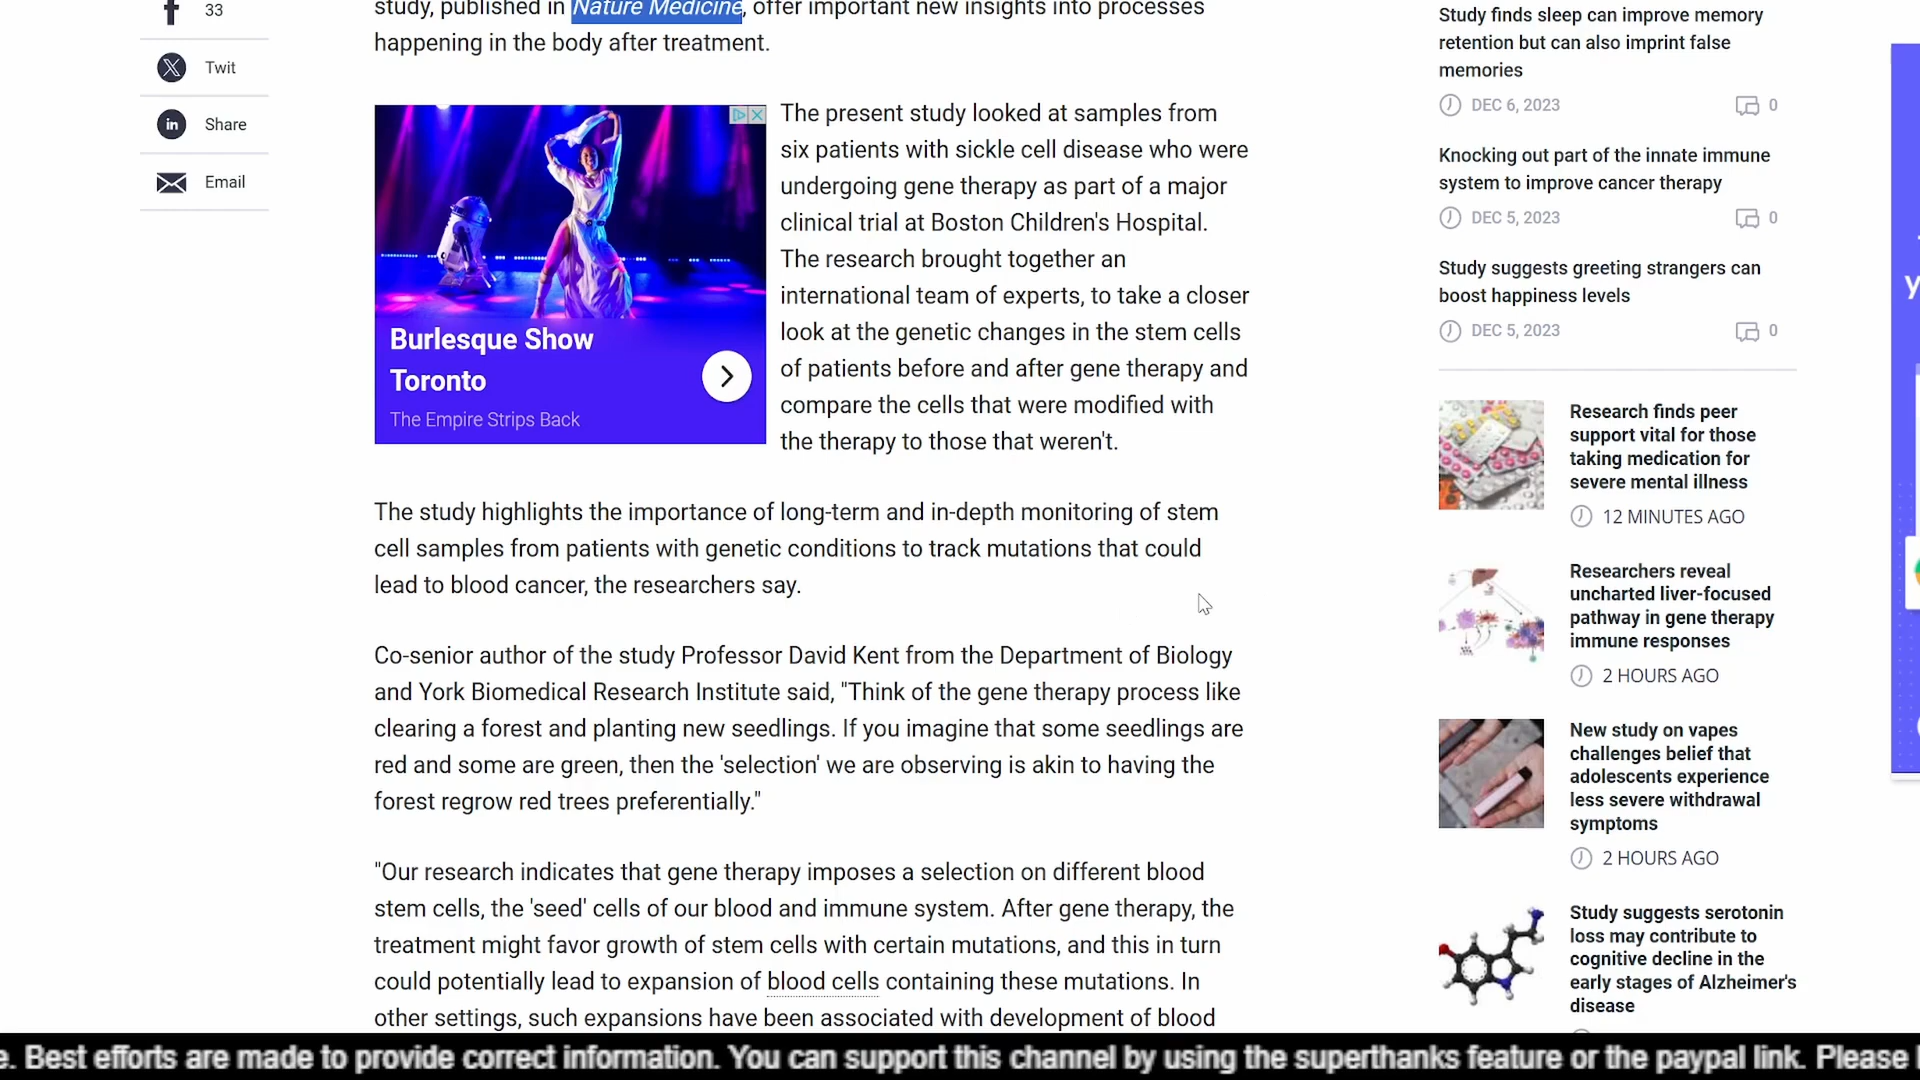 33
Twit
Share
Email
study, published in Nature Medicine, offer important new insights into processes
happening in the body after treatment.
Burlesque Show
Toronto
The Empire Strips Back
The present study looked at samples from
six patients with sickle cell disease who were
undergoing gene therapy as part of a major
clinical trial at Boston Children's Hospital.
The research brought together an
international team of experts, to take a closer
look at the genetic changes in the stem cells
of patients before and after gene therapy and
compare the cells that were modified with
the therapy to those that weren't.
The study highlights the importance of long-term and in-depth monitoring of stem
cell samples from patients with genetic conditions to track mutations that could
lead to blood cancer, the researchers say.
Co-senior author of the study Professor David Kent from the Department of Biology
and York Biomedical Research Institute said, "Think of the gene therapy process like
clearing a forest and planting new seedlings. If you imagine that some seedlings are
red and some are green, then the 'selection' we are observing is akin to having the
forest regrow red trees preferentially."
"Our research indicates that gene therapy imposes a selection on different blood
stem cells, the 'seed' cells of our blood and immune system. After gene therapy, the
treatment might favor growth of stem cells with certain mutations, and this in turn
could potentially lead to expansion of blood cells containing these mutations. In
other settings, such expansions have been associated with development of blood
Study finds sleep can improve memory
retention but can also imprint false
memories
DEC 6, 2023 0
Knocking out part of the innate immune
system to improve cancer therapy
DEC 5, 2023 0
Study suggests greeting strangers can
boost happiness levels
DEC 5, 2023 0
Research finds peer
support vital for those
taking medication for
severe mental illness
12 MINUTES AGO
Researchers reveal
uncharted liver-focused
pathway in gene therapy
immune responses
2 HOURS AGO
New study on vapes
challenges belief that
adolescents experience
less severe withdrawal
symptoms
2 HOURS AGO
Study suggests serotonin
loss may contribute to
cognitive decline in the
early stages of Alzheimer's
disease
e. Best efforts are made to provide correct information. You can support this channel by using the superthanks feature or the paypal link. Please